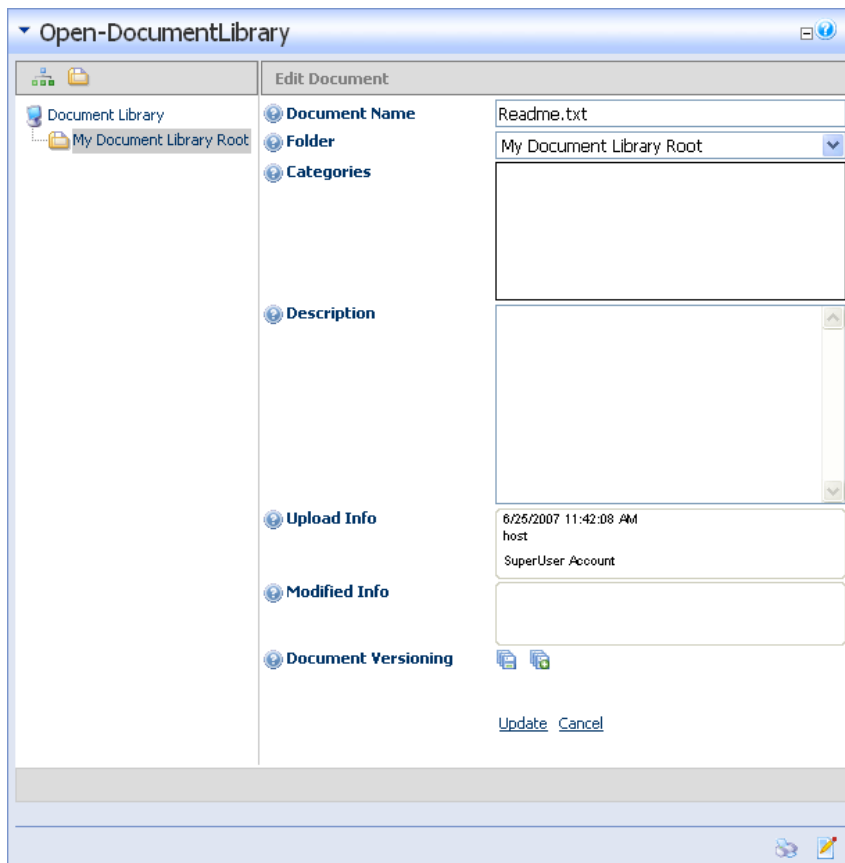 Open-DocumentLibrary
Edit Document
Document Library
My Document Library Root
Document Name
Readme.txt
Folder
My Document Library Root
Categories
Description
Upload Info
6/25/2007 11:42:08 AM
host
SuperUser Account
Modified Info
Document Versioning
Update Cancel